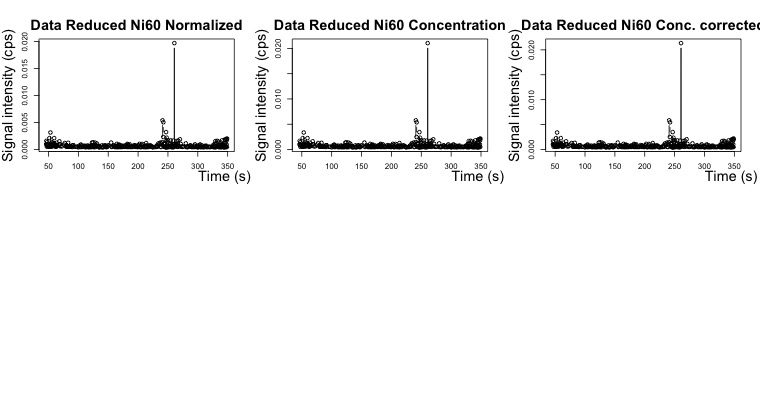 Data Reduced Ni60 Normalized
Signal intensity (cps)
0.000 0.005 0.010 0.015 0.020
50 100 150 200 250 300 350
Time (s)
Data Reduced Ni60 Concentration
Signal intensity (cps)
0.000 0.010 0.020
50 100 150 200 250 300 350
Time (s)
Data Reduced Ni60 Conc. corrected
Signal intensity (cps)
0.000 0.010 0.020
50 100 150 200 250 300 350
Time (s)